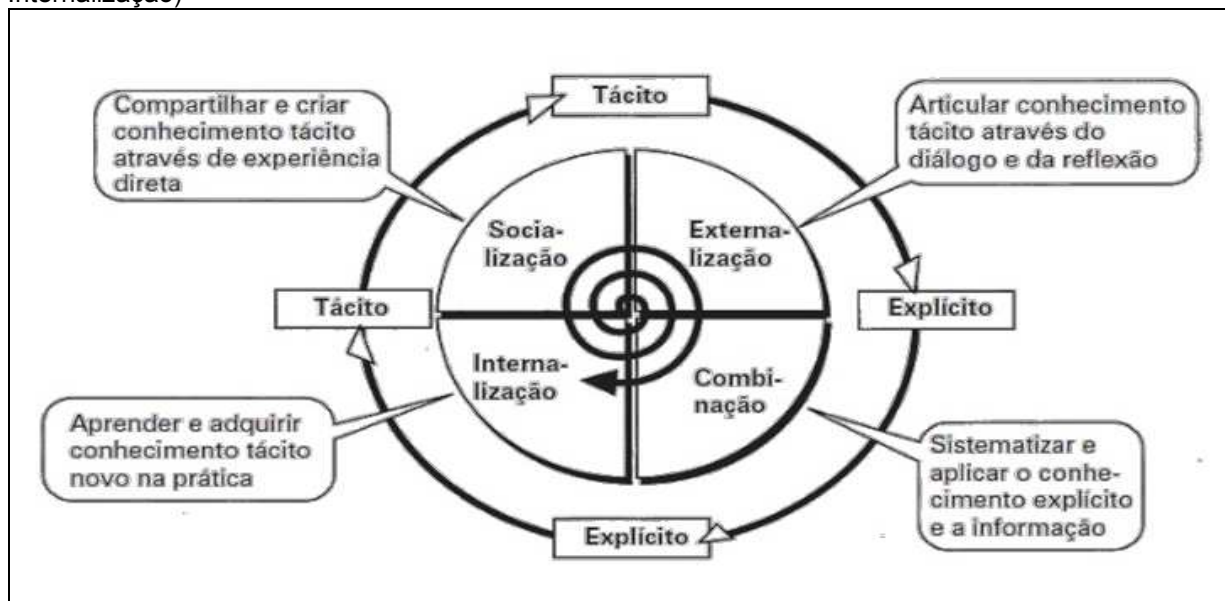 Internalização)
Tácito
Compartilhar e criar
conhecimento tácito
através de experiência
direta
Articular conhecimento
tácito através do
diálogo e da reflexão
Socia-
lização
Externa-
lização
Tácito
Explícito
Interna-
lização
Combi-
nação
Aprender e adquirir
conhecimento tácito
novo na prática
Sistematizar e
aplicar o conhe-
cimento explícito
e a informação
Explícito